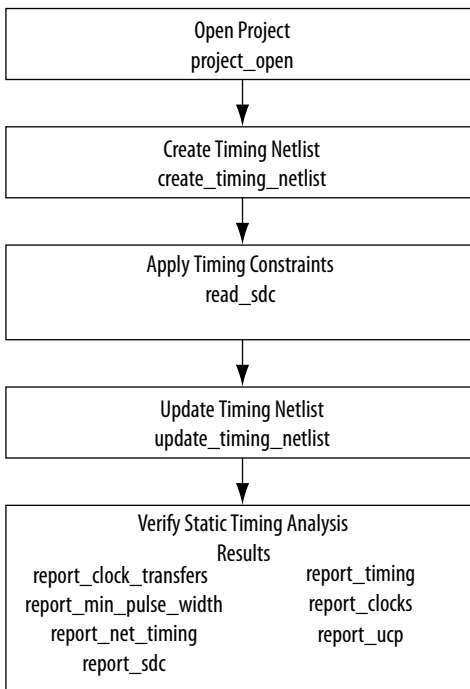 Open Project
project_open
Create Timing Netlist
create_timing_netlist
Apply Timing Constraints
read_sdc
Update Timing Netlist
update_timing_netlist
Verify Static Timing Analysis
Results
report_clock_transfers
report_min_pulse_width
report_net_timing
report_sdc
report_timing
report_clocks
report_ucp